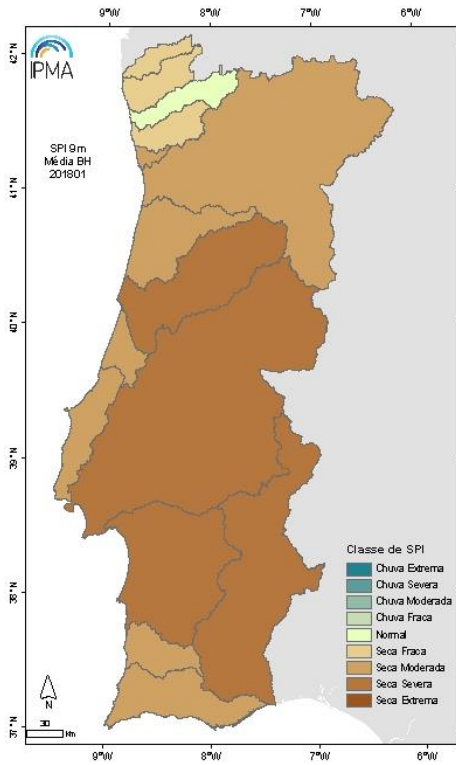 9°W 8°W 7°W 6°W
42°N
IPMA
SPI 9m
Média BH
201801
41°N
40°N
39°N
Classe de SPI
Chuva Extrema
Chuva Severa
Chuva Moderada
Chuva Fraca
Normal
Seca Fraca
Seca Moderada
Seca Severa
Seca Extrema
38°N
N
30
Km
37°N
9°W 8°W 7°W 6°W